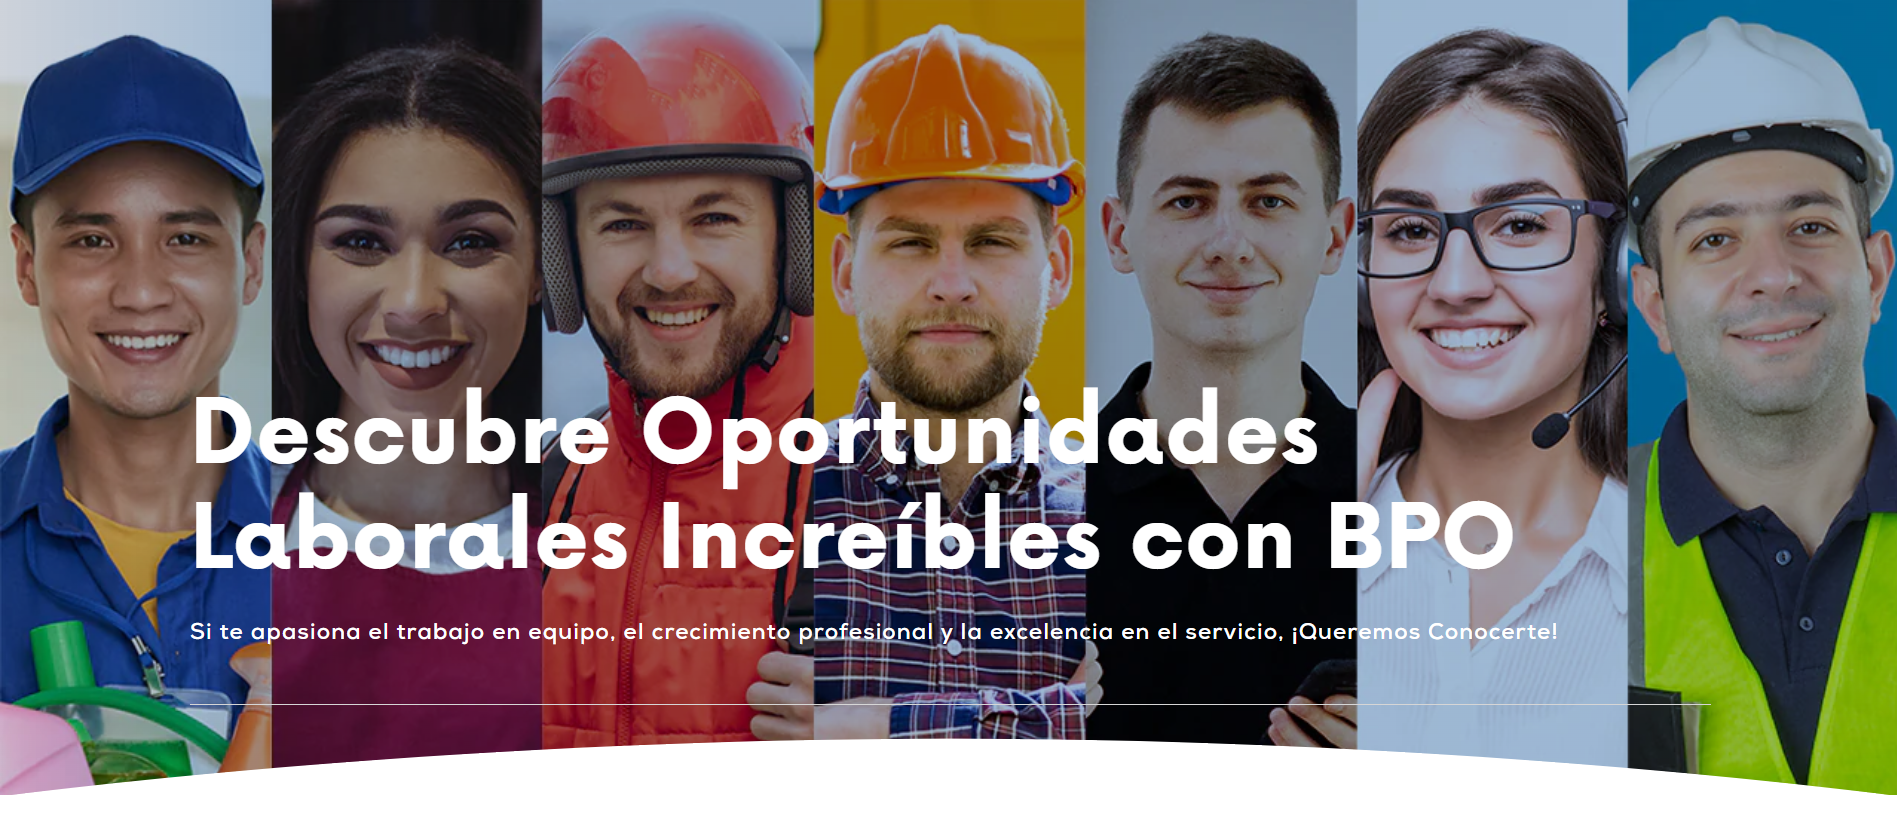 Descubre Oportunidades
Laborales Increíbles con BPO
Si te apasiona el trabajo en equipo, el crecimiento profesional y la excelencia en el servicio, ¡Queremos Conocerte!